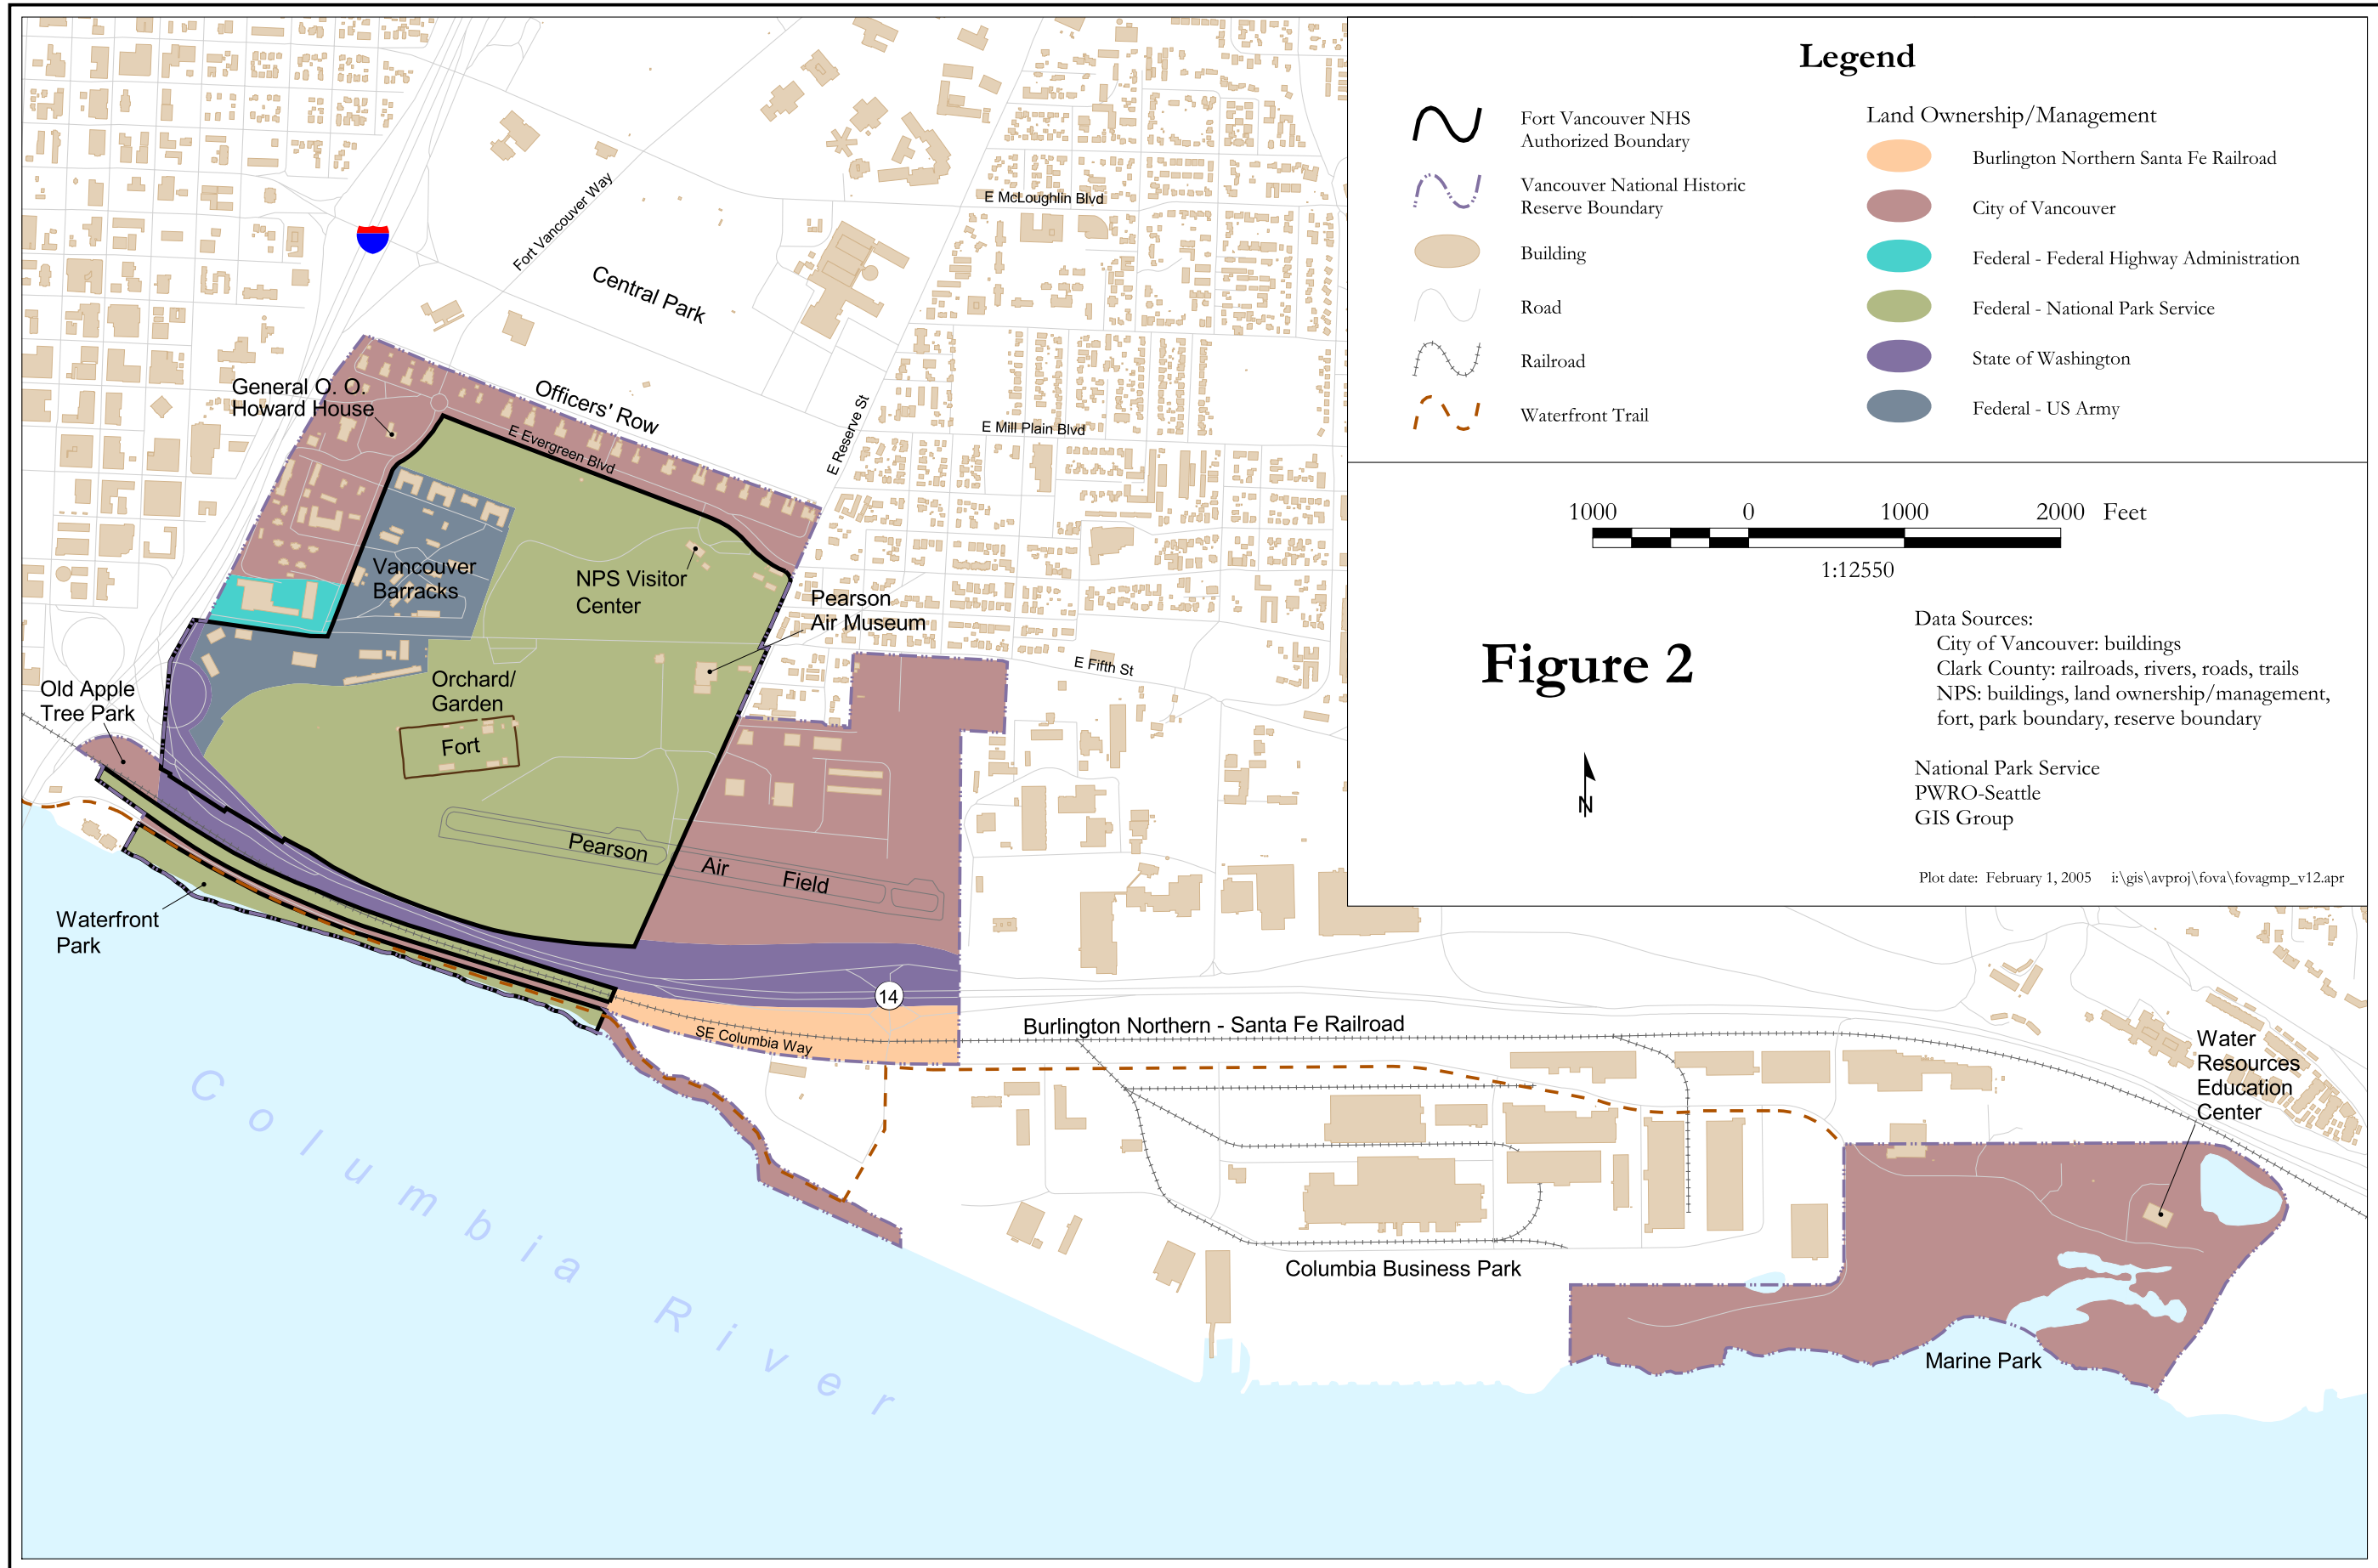 Legend
Fort Vancouver NHS
Authorized Boundary
Vancouver National Historic
Reserve Boundary
Building
Road
Railroad
Waterfront Trail
Land Ownership/Management
Burlington Northern Santa Fe Railroad
City of Vancouver
Federal - Federal Highway Administration
Federal - National Park Service
State of Washington
Federal - US Army
1000 0 1000 2000 Feet
1:12550
Figure 2
N
Data Sources:
City of Vancouver: buildings
Clark County: railroads, rivers, roads, trails
NPS: buildings, land ownership/management,
fort, park boundary, reserve boundary
National Park Service
PWRO-Seattle
GIS Group
Plot date: February 1, 2005 i:\gis\avproj\fova\fovagmp_v12.apr
E McLoughlin Blvd
Fort Vancouver Way
Central Park
General O. O.
Howard House
Officers' Row
E Evergreen Blvd
E Reserve St
E Mill Plain Blvd
Vancouver
Barracks
NPS Visitor
Center
Pearson
Air Museum
E Fifth St
Old Apple
Tree Park
Orchard/
Garden
Fort
Pearson Air Field
Waterfront
Park
14
SE Columbia Way
Burlington Northern - Santa Fe Railroad
Water
Resources
Education
Center
Columbia River
Columbia Business Park
Marine Park